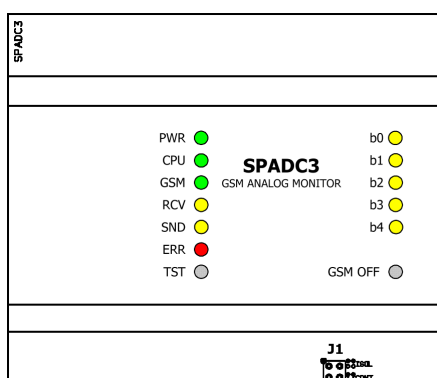 SPADC3
PWR
CPU
GSM
RCV
SND
ERR
TST
SPADC3
GSM ANALOG MONITOR
b0
b1
b2
b3
b4
GSM OFF
J1
ISOL